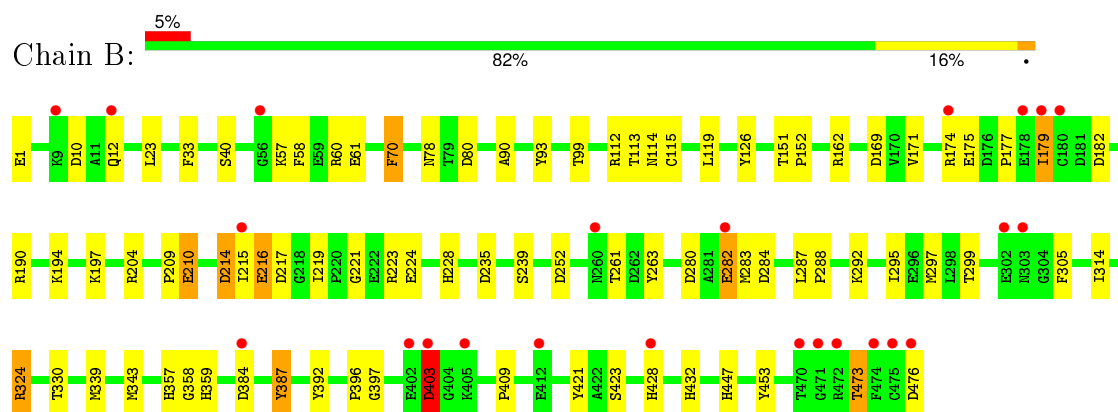 5%
Chain B:
82% 16% •
E1 K9 D10 A11 Q12 L23 F33 S40 G56 K57 F58 E59 R60 E61 F70 N78 T79 D80 A90 Y93 T99 R112 T113 N114 C115 L119 Y126 T151 P152 R162 D169 V170 V171 R174 E175 D176 P177 E178 I179 C180 D181 D182
R190 K194 K197 R204 P209 E210 D214 I215 E216 D217 G218 I219 P220 G221 E222 R223 E224 H228 D235 S239 D252 N260 T261 D262 Y263 D280 A281 E282 M283 D284 L287 P288 K292 I295 E296 M297 L298 T299 E302 N303 G304 F305 I314
R324 T330 M339 M343 H357 G358 H359 D384 Y387 Y392 P396 G397 E402 D403 G404 K405 P409 E412 Y421 A422 S423 H428 H432 H447 Y453 T470 G471 R472 T473 F474 C475 D476